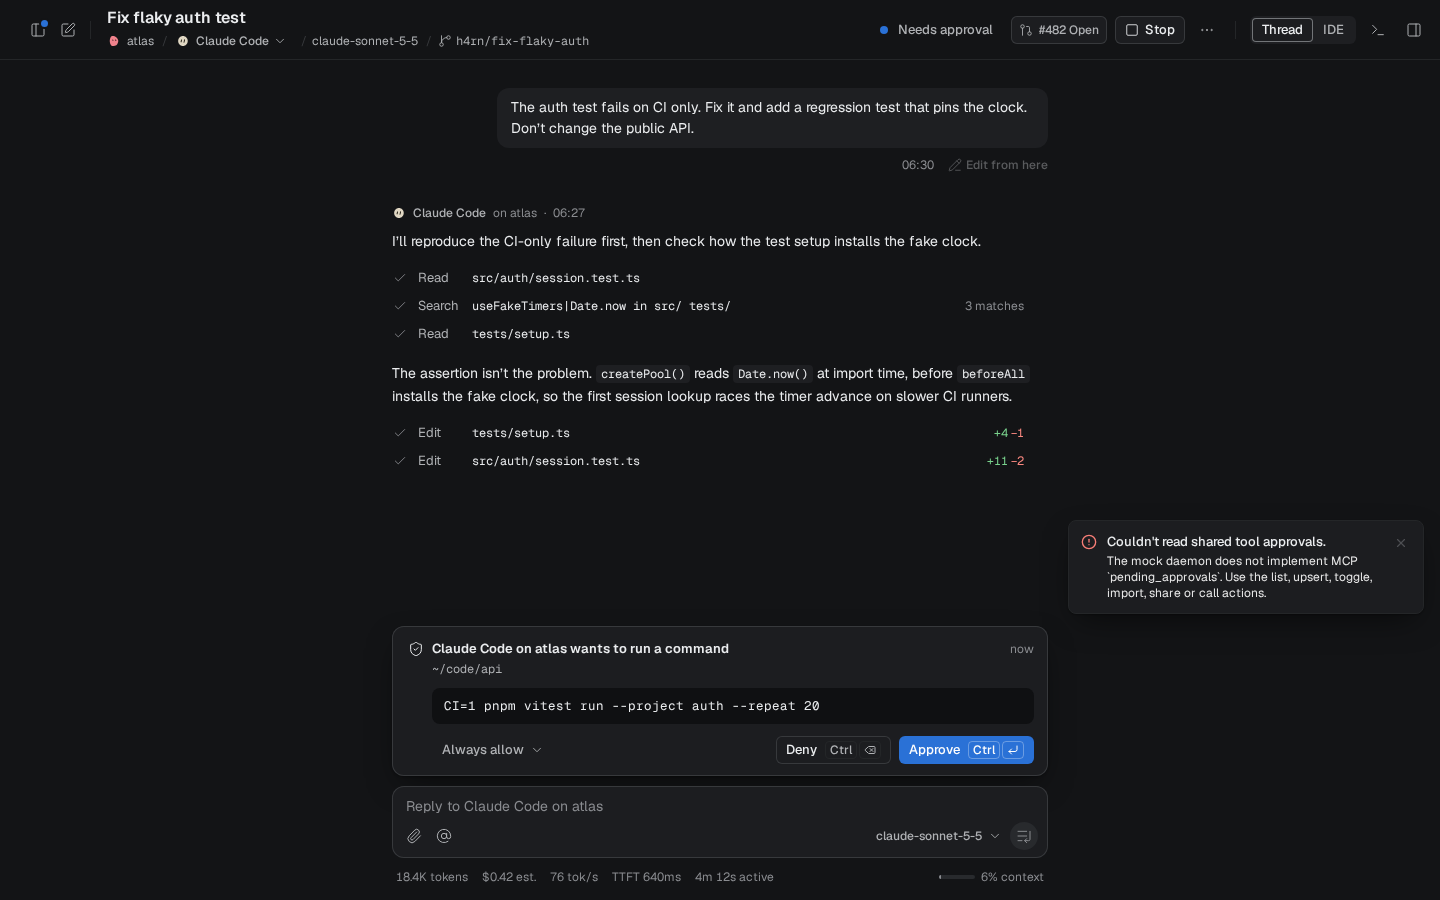 Fix flaky auth test
atlas / Claude Code / claude-sonnet-5-5 / h4rn/fix-flaky-auth
Needs approval
#482 Open
Stop
Thread
IDE
The auth test fails on CI only. Fix it and add a regression test that pins the clock.
Don't change the public API.
06:30 Edit from here
Claude Code on atlas · 06:27
I'll reproduce the CI-only failure first, then check how the test setup installs the fake clock.
Read src/auth/session.test.ts
Search useFakeTimers|Date.now in src/ tests/ 3 matches
Read tests/setup.ts
The assertion isn't the problem. createPool() reads Date.now() at import time, before beforeAll
installs the fake clock, so the first session lookup races the timer advance on slower CI runners.
Edit tests/setup.ts +4 −1
Edit src/auth/session.test.ts +11 −2
Couldn't read shared tool approvals.
The mock daemon does not implement MCP
`pending_approvals`. Use the list, upsert, toggle,
import, share or call actions.
Claude Code on atlas wants to run a command now
~/code/api
CI=1 pnpm vitest run --project auth --repeat 20
Always allow
Deny Ctrl
Approve Ctrl
Reply to Claude Code on atlas
claude-sonnet-5-5
18.4K tokens $0.42 est. 76 tok/s TTFT 640ms 4m 12s active 6% context